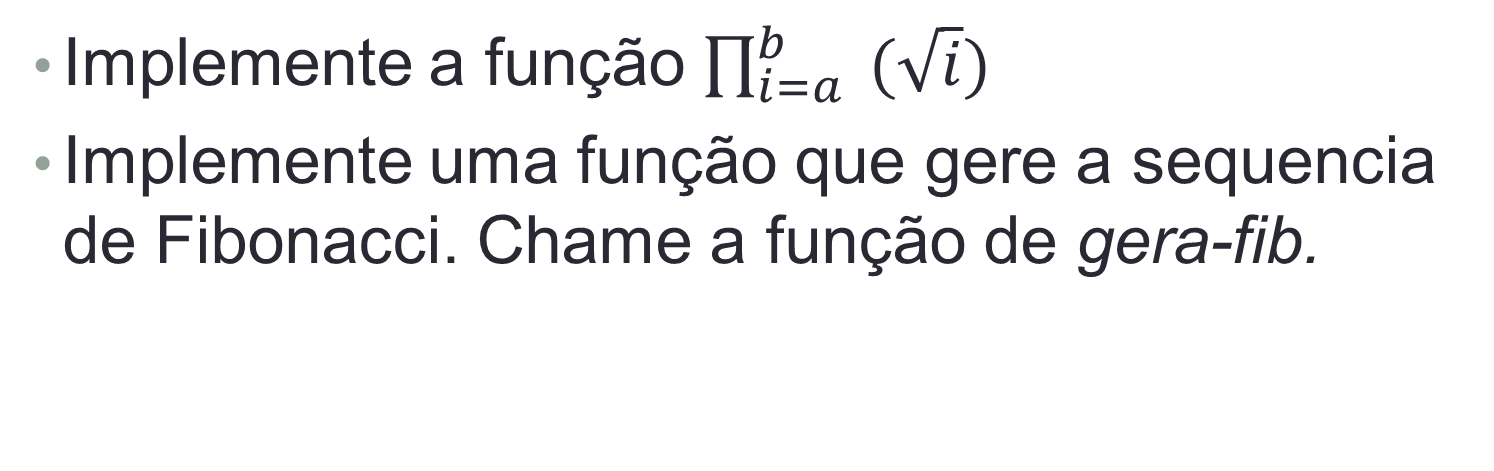 • Implemente a função ∏_{i=a}^{b} (√i)
• Implemente uma função que gere a sequencia
de Fibonacci. Chame a função de gera-fib.